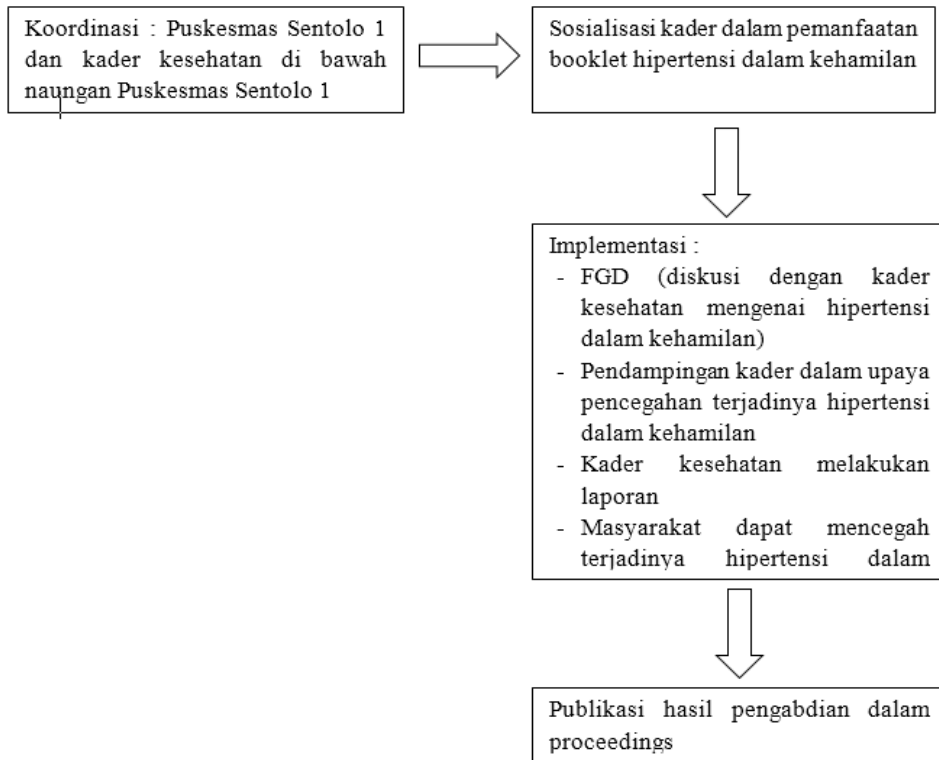 Koordinasi : Puskesmas Sentolo 1
dan kader kesehatan di bawah
naungan Puskesmas Sentolo 1
Sosialisasi kader dalam pemanfaatan
booklet hipertensi dalam kehamilan
Implementasi :
- FGD (diskusi dengan kader
kesehatan mengenai hipertensi
dalam kehamilan)
- Pendampingan kader dalam upaya
pencegahan terjadinya hipertensi
dalam kehamilan
- Kader kesehatan melakukan
laporan
- Masyarakat dapat mencegah
terjadinya hipertensi dalam
Publikasi hasil pengabdian dalam
proceedings